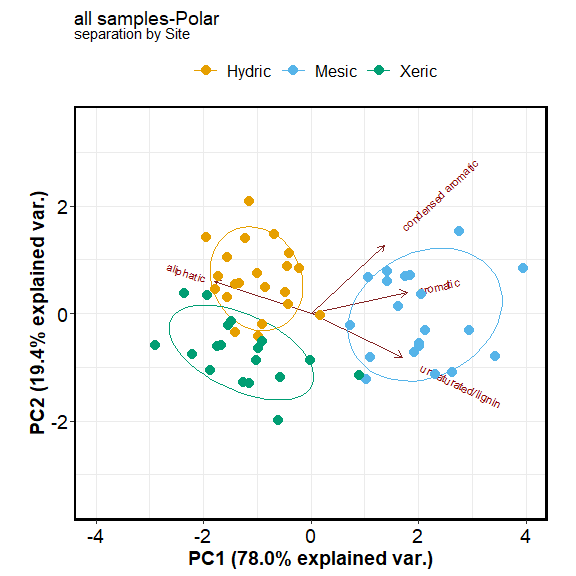 all samples-Polar
separation by Site
Hydric Mesic Xeric
condensed aromatic
aliphatic
aromatic
unsaturated/lignin
PC2 (19.4% explained var.)
2
0
-2
-4 -2 0 2 4
PC1 (78.0% explained var.)